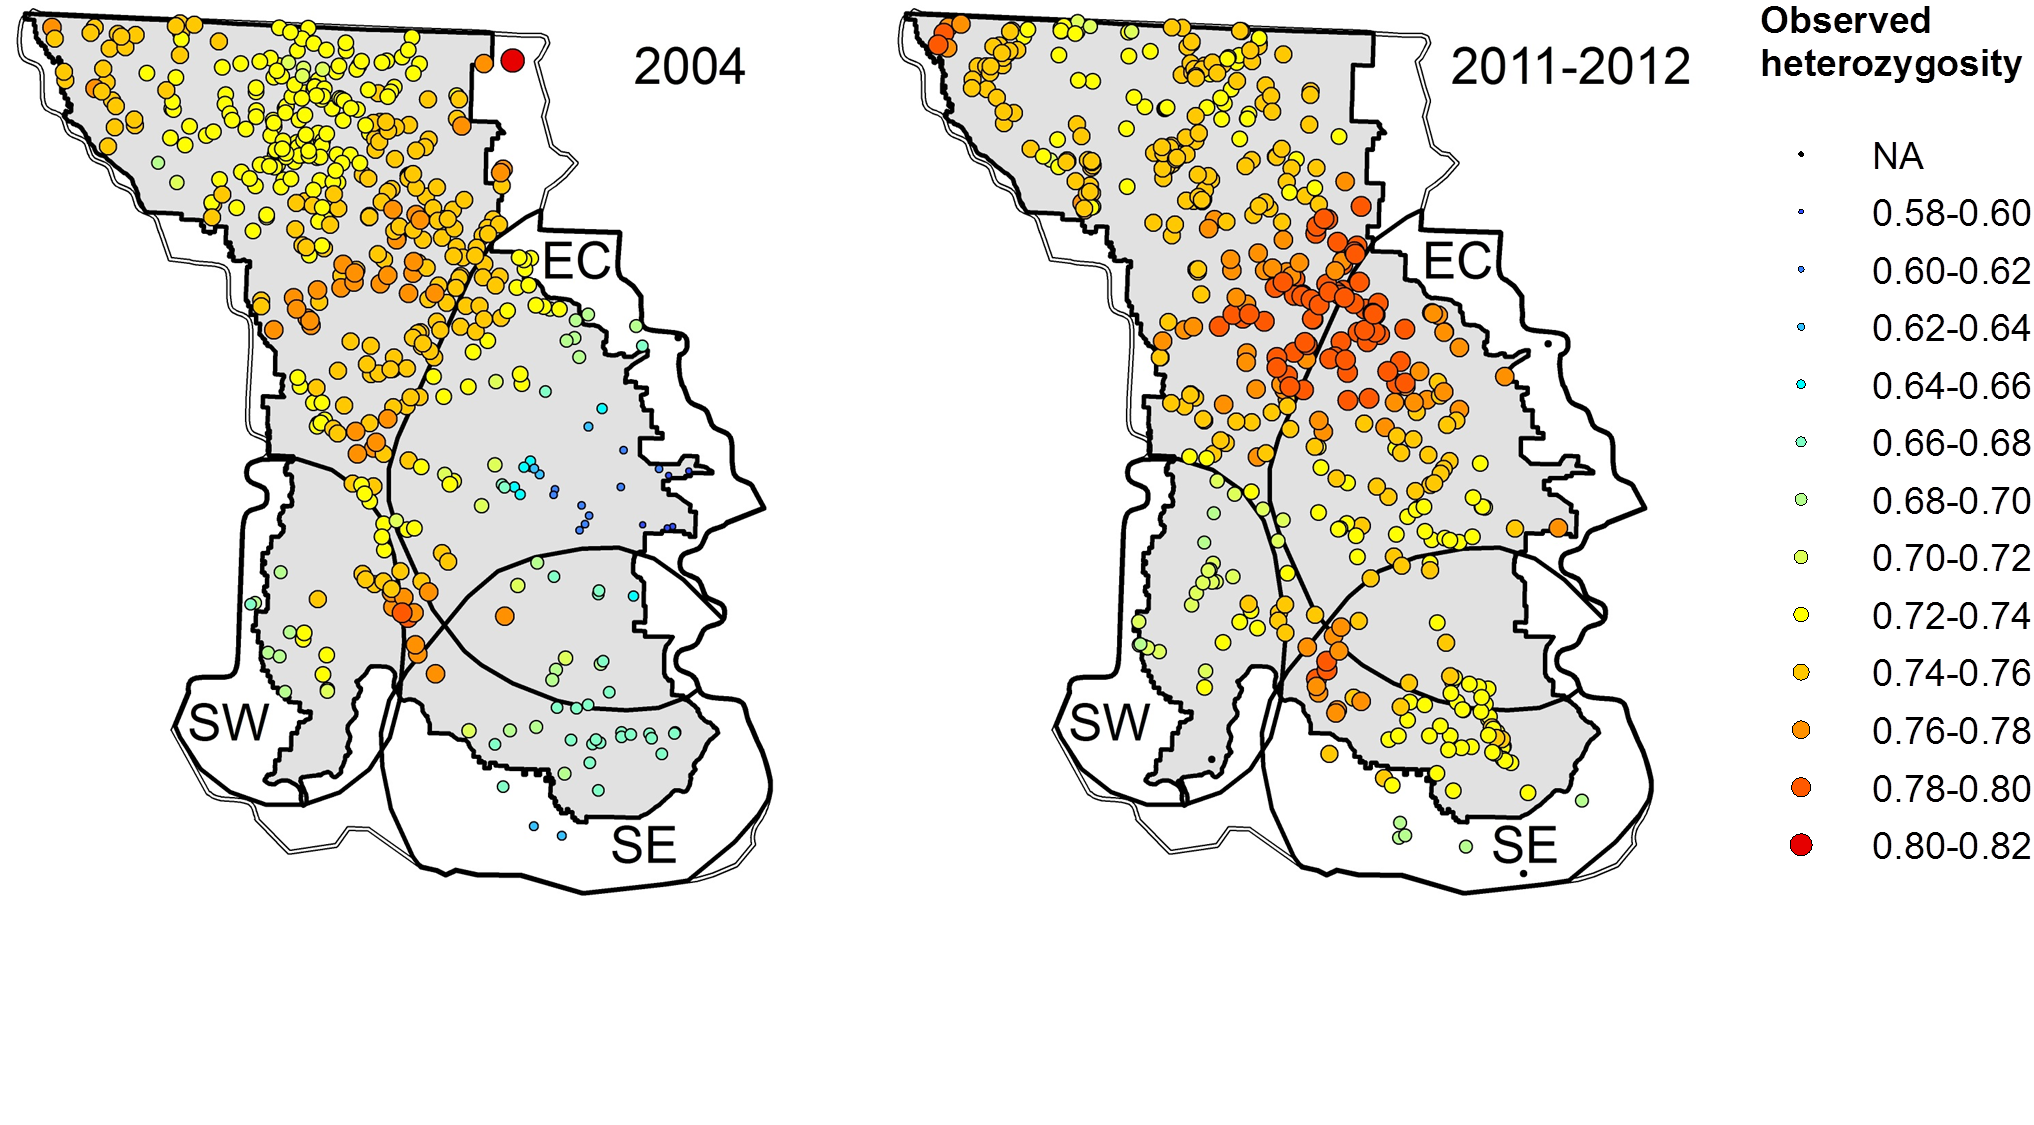 2004
2011-2012
EC
EC
SW
SW
SE
SE
Observed
heterozygosity
NA
0.58-0.60
0.60-0.62
0.62-0.64
0.64-0.66
0.66-0.68
0.68-0.70
0.70-0.72
0.72-0.74
0.74-0.76
0.76-0.78
0.78-0.80
0.80-0.82